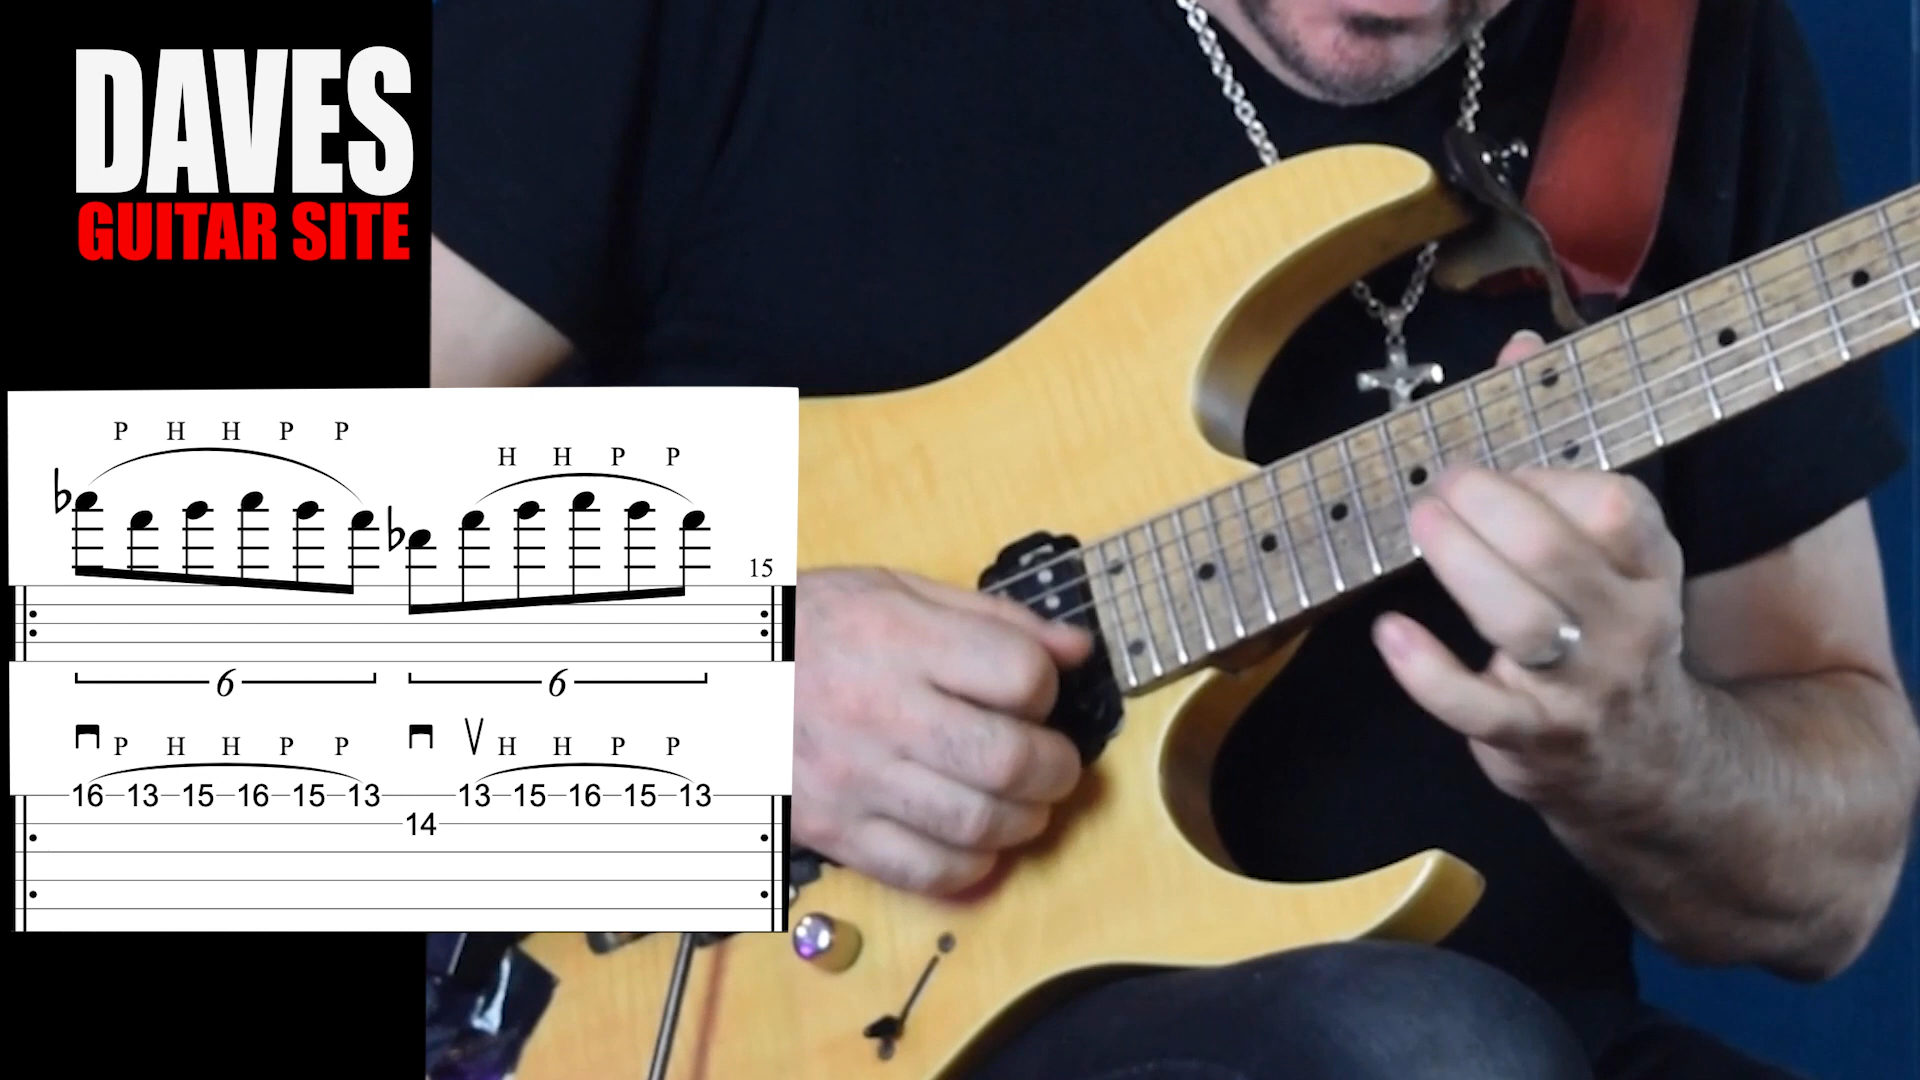 DAVES
GUITAR SITE
P H H P P
H H P P
15
6 6
P H H P P V H H P P
16 13 15 16 15 13 13 15 16 15 13
14